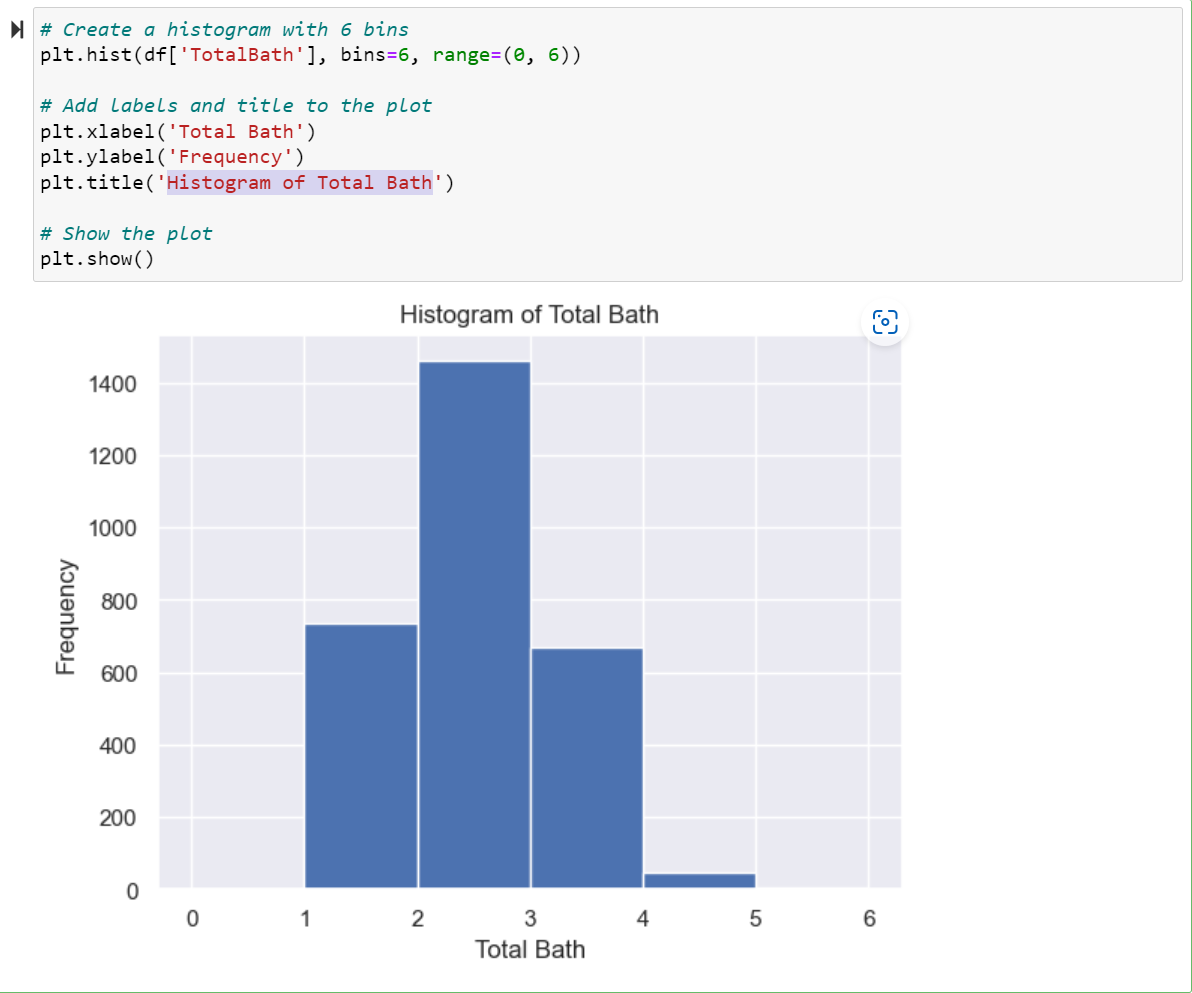 # Create a histogram with 6 bins
plt.hist(df['TotalBath'], bins=6, range=(0, 6))
# Add labels and title to the plot
plt.xlabel('Total Bath')
plt.ylabel('Frequency')
plt.title('Histogram of Total Bath')
# Show the plot
plt.show()
Histogram of Total Bath
1400
1200
1000
800
600
400
200
0
Frequency
0 1 2 3 4 5 6
Total Bath